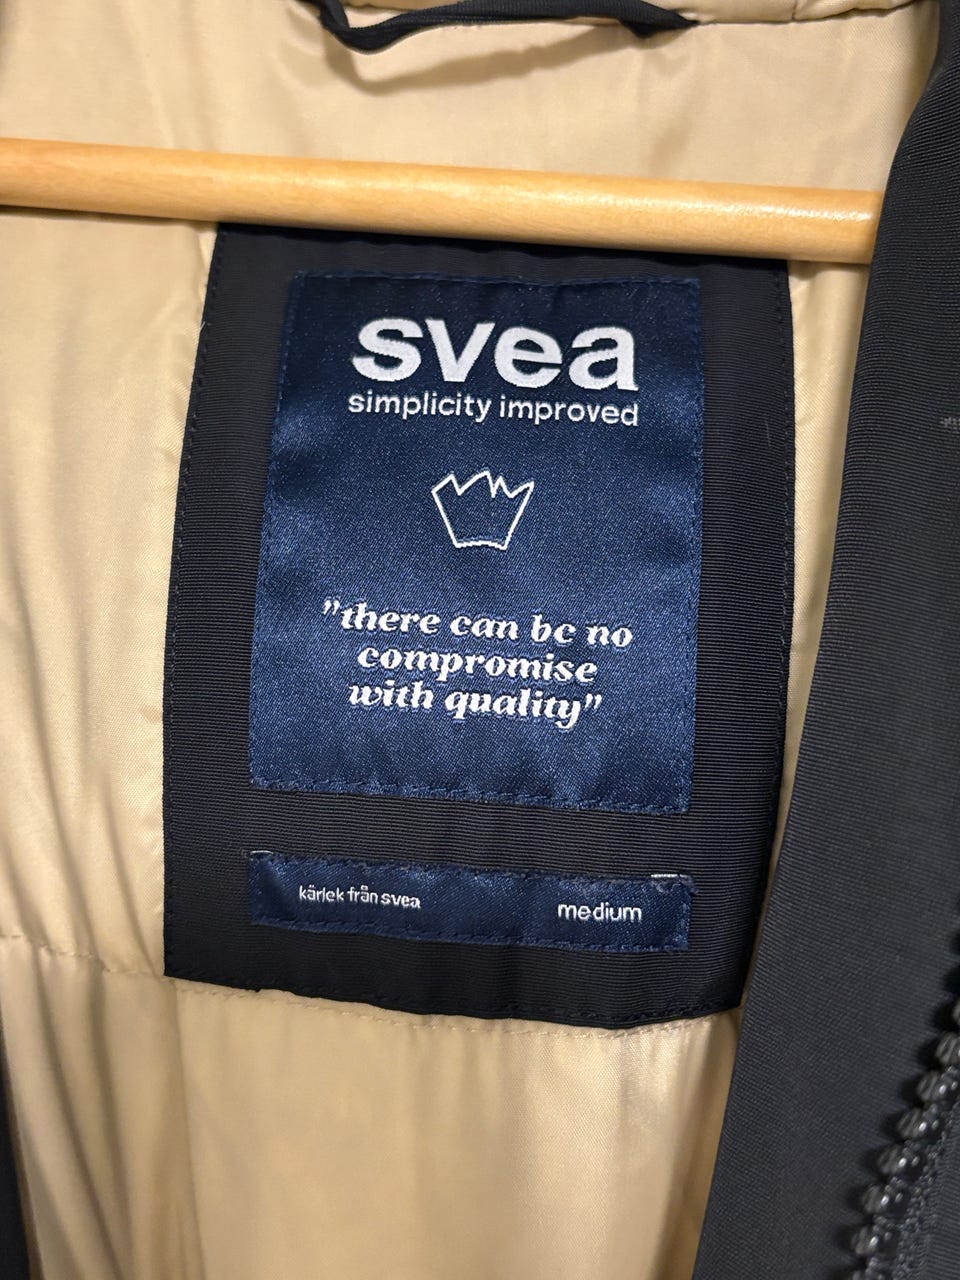 svea
simplicity improved
"there can be no
compromise
with quality"
kärlek från svea
medium